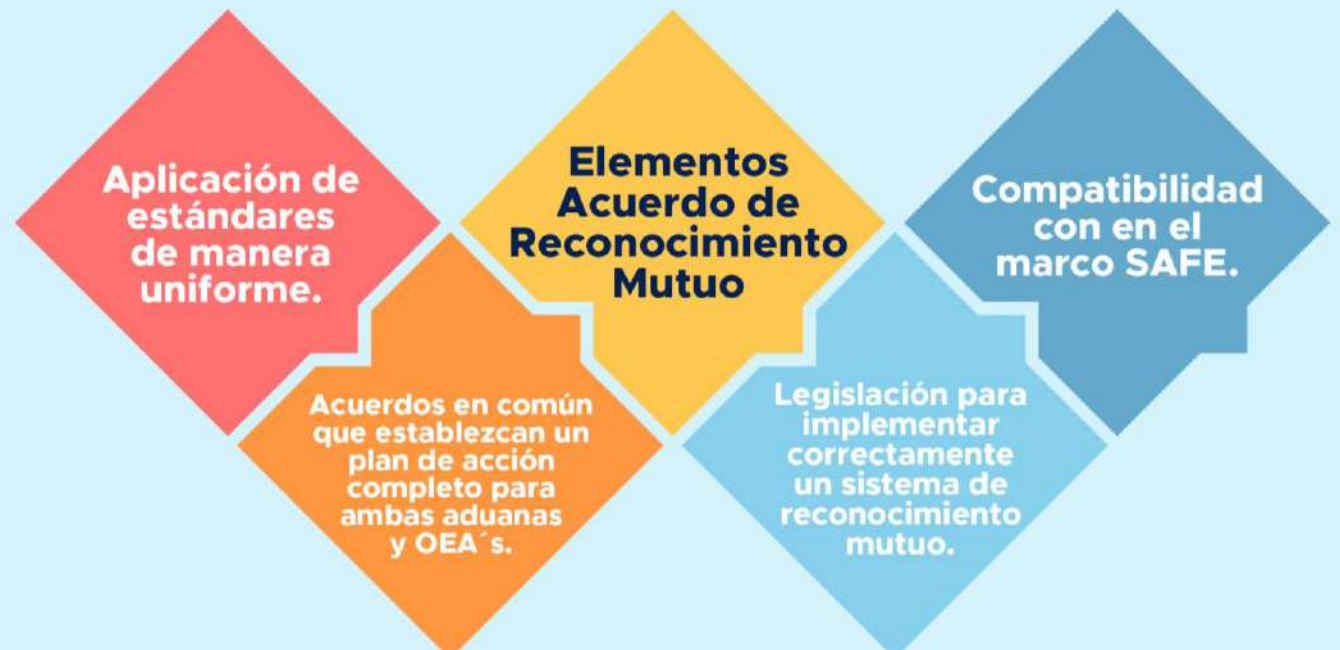 Aplicación de
estándares
de manera
uniforme.
Acuerdos en común
que establezcan un
plan de acción
completo para
ambas aduanas
y OEA´s.
Elementos
Acuerdo de
Reconocimiento
Mutuo
Legislación para
implementar
correctamente
un sistema de
reconocimiento
mutuo.
Compatibilidad
con en el
marco SAFE.